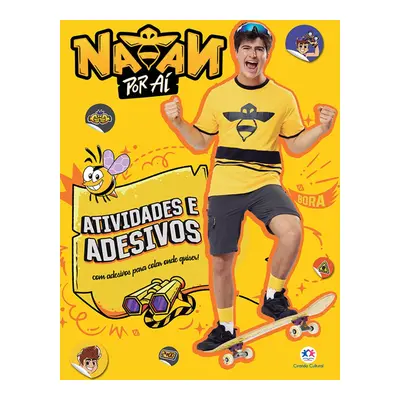 NATAN
POR AÍ
ATIVIDADES E
ADESIVOS
com adesivos para colar onde quiser!
BORA
Ciranda Cultural